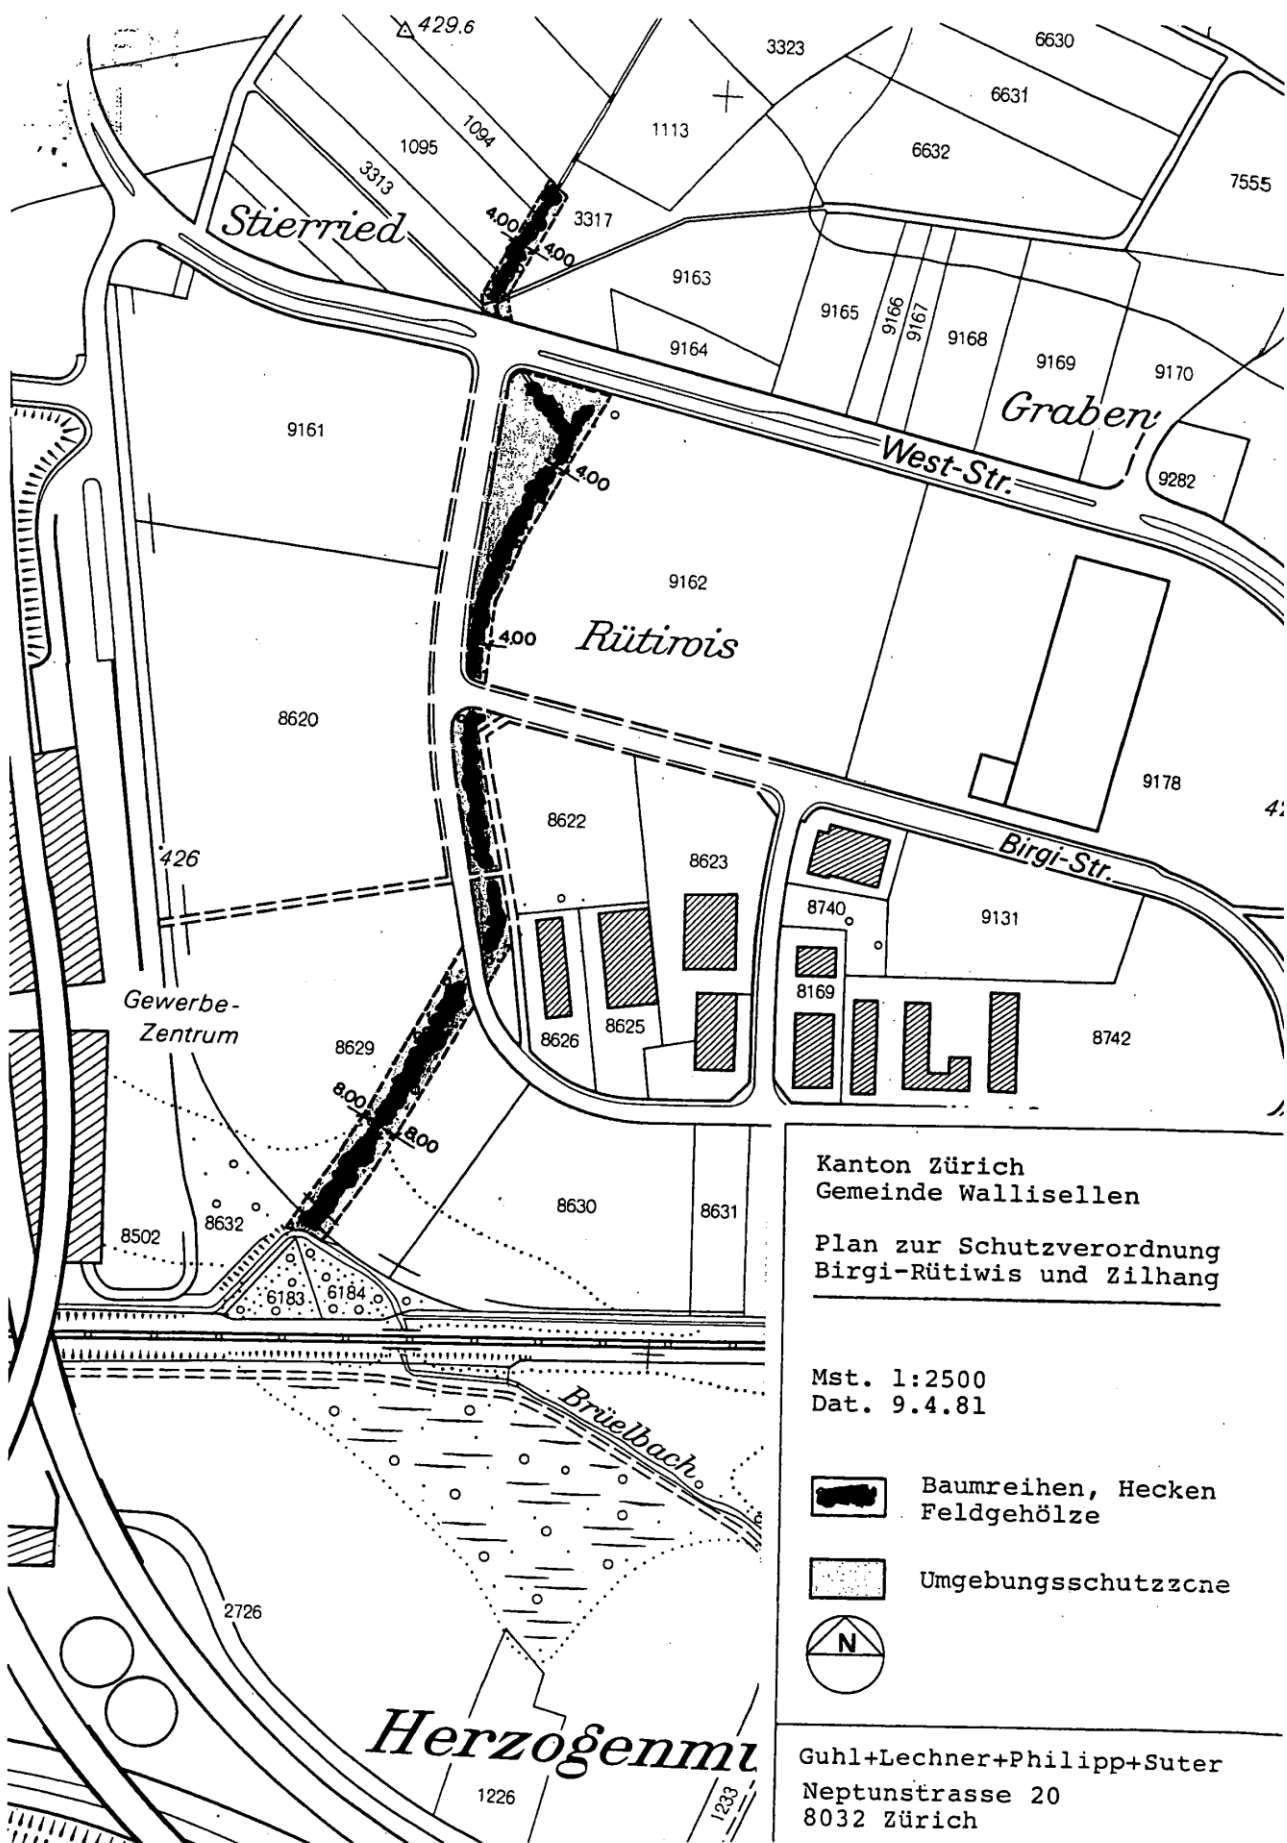 429.6
3323
6630
6631
1113
1094
1095
6632
3313
7555
Stierried
4.00
3317
4.00
9163
9165
9166
9167
9168
9164
9169
9170
Graben
9161
West-Str.
4.00
9282
9162
Rütiwis
4.00
8620
9178
8622
42
8623
Birgi-Str.
426
8740
9131
Gewerbe-
Zentrum
8169
8626
8625
8742
8629
8.00
8.00
8630
8631
8632
8502
6183
6184
Brüelbach
2726
Herzogenmu
1226
1233
Kanton Zürich
Gemeinde Wallisellen
Plan zur Schutzverordnung
Birgi-Rütiwis und Zilhang
Mst. 1:2500
Dat. 9.4.81
Baumreihen, Hecken
Feldgehölze
Umgebungsschutzzone
N
Guhl+Lechner+Philipp+Suter
Neptunstrasse 20
8032 Zürich